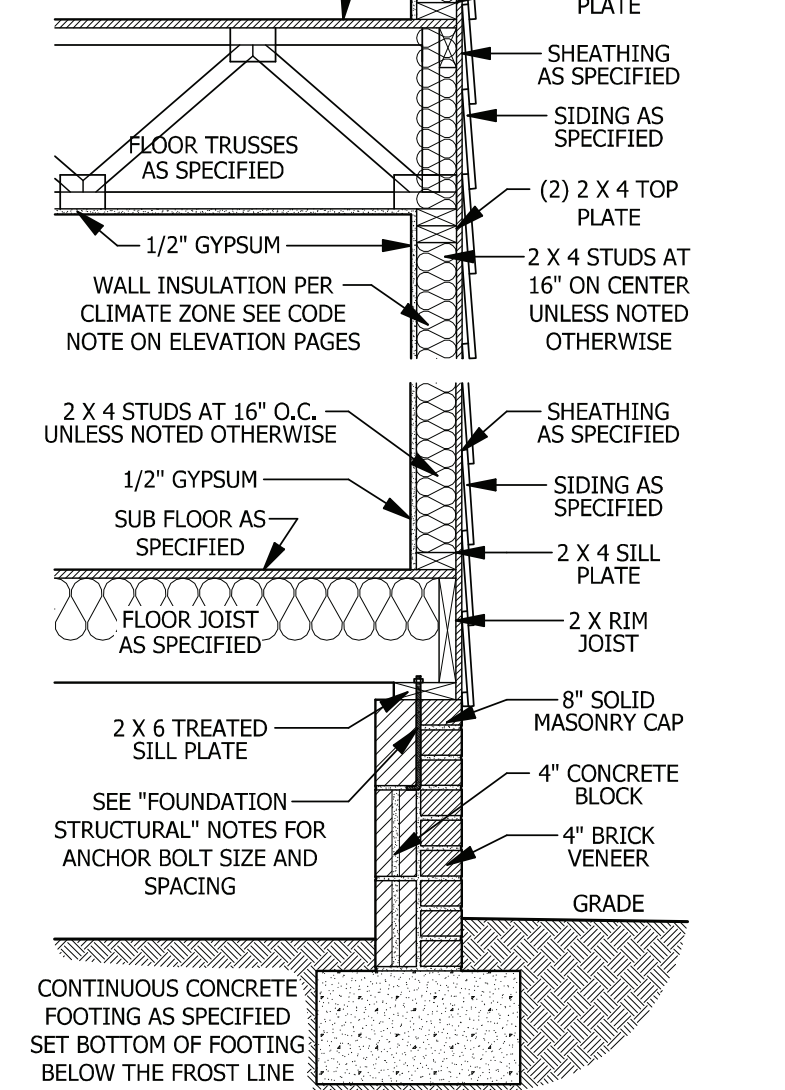 PLATE
SHEATHING
AS SPECIFIED
SIDING AS
SPECIFIED
FLOOR TRUSSES
AS SPECIFIED
(2) 2 X 4 TOP
PLATE
1/2" GYPSUM
2 X 4 STUDS AT
16" ON CENTER
UNLESS NOTED
OTHERWISE
WALL INSULATION PER
CLIMATE ZONE SEE CODE
NOTE ON ELEVATION PAGES
2 X 4 STUDS AT 16" O.C.
UNLESS NOTED OTHERWISE
SHEATHING
AS SPECIFIED
1/2" GYPSUM
SIDING AS
SPECIFIED
SUB FLOOR AS
SPECIFIED
2 X 4 SILL
PLATE
FLOOR JOIST
AS SPECIFIED
2 X RIM
JOIST
8" SOLID
MASONRY CAP
2 X 6 TREATED
SILL PLATE
4" CONCRETE
BLOCK
SEE "FOUNDATION
STRUCTURAL" NOTES FOR
ANCHOR BOLT SIZE AND
SPACING
4" BRICK
VENEER
GRADE
CONTINUOUS CONCRETE
FOOTING AS SPECIFIED
SET BOTTOM OF FOOTING
BELOW THE FROST LINE